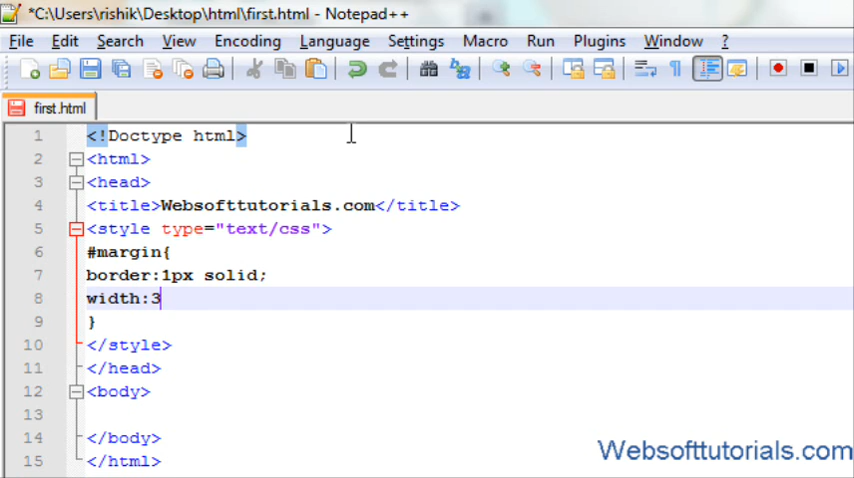 *C:\Users\rishik\Desktop\html\first.html - Notepad++
File Edit Search View Encoding Language Settings Macro Run Plugins Window ?
first.html
1 <!Doctype html>
2 <html>
3 <head>
4 <title>Websofttutorials.com</title>
5 <style type="text/css">
6 #margin{
7 border:1px solid;
8 width:3
9 }
10 </style>
11 </head>
12 <body>
13
14 </body>
15 </html>
Websofttutorials.com